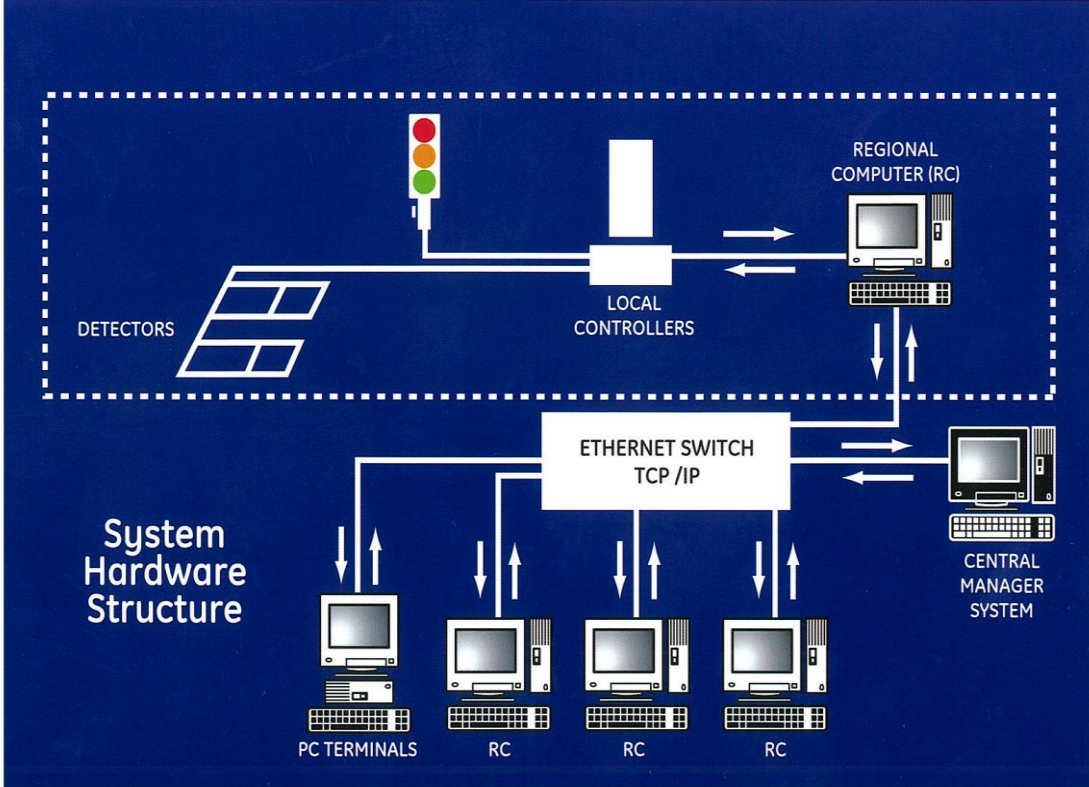 REGIONAL
COMPUTER (RC)
LOCAL
CONTROLLERS
DETECTORS
ETHERNET SWITCH
TCP /IP
System
Hardware
Structure
CENTRAL
MANAGER
SYSTEM
PC TERMINALS
RC
RC
RC